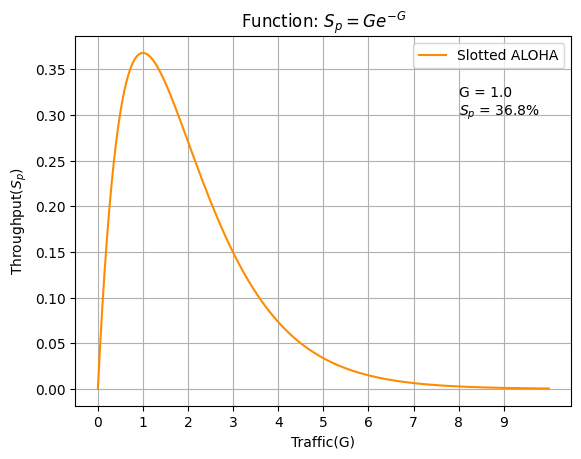 Function: $S_p = Ge^{-G}$
Slotted ALOHA
G = 1.0
$S_p$ = 36.8%
Throughput($S_p$)
0.35
0.30
0.25
0.20
0.15
0.10
0.05
0.00
0 1 2 3 4 5 6 7 8 9
Traffic(G)